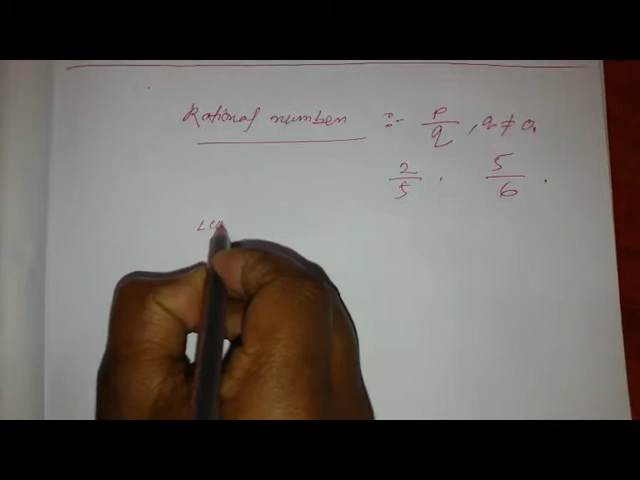 Rational number :- p/q, q ≠ 0.
2/5 . 5/6 .